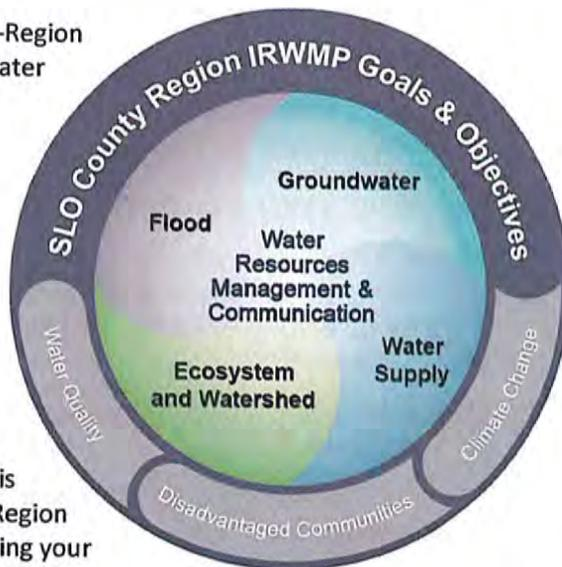 -Region
ater
SLO County Region IRWMP Goals & Objectives
Groundwater
Flood
Water
Resources
Management &
Communication
Water
Supply
Ecosystem
and Watershed
Water Quality
Disadvantaged Communities
Climate Change
is
Region
ing your